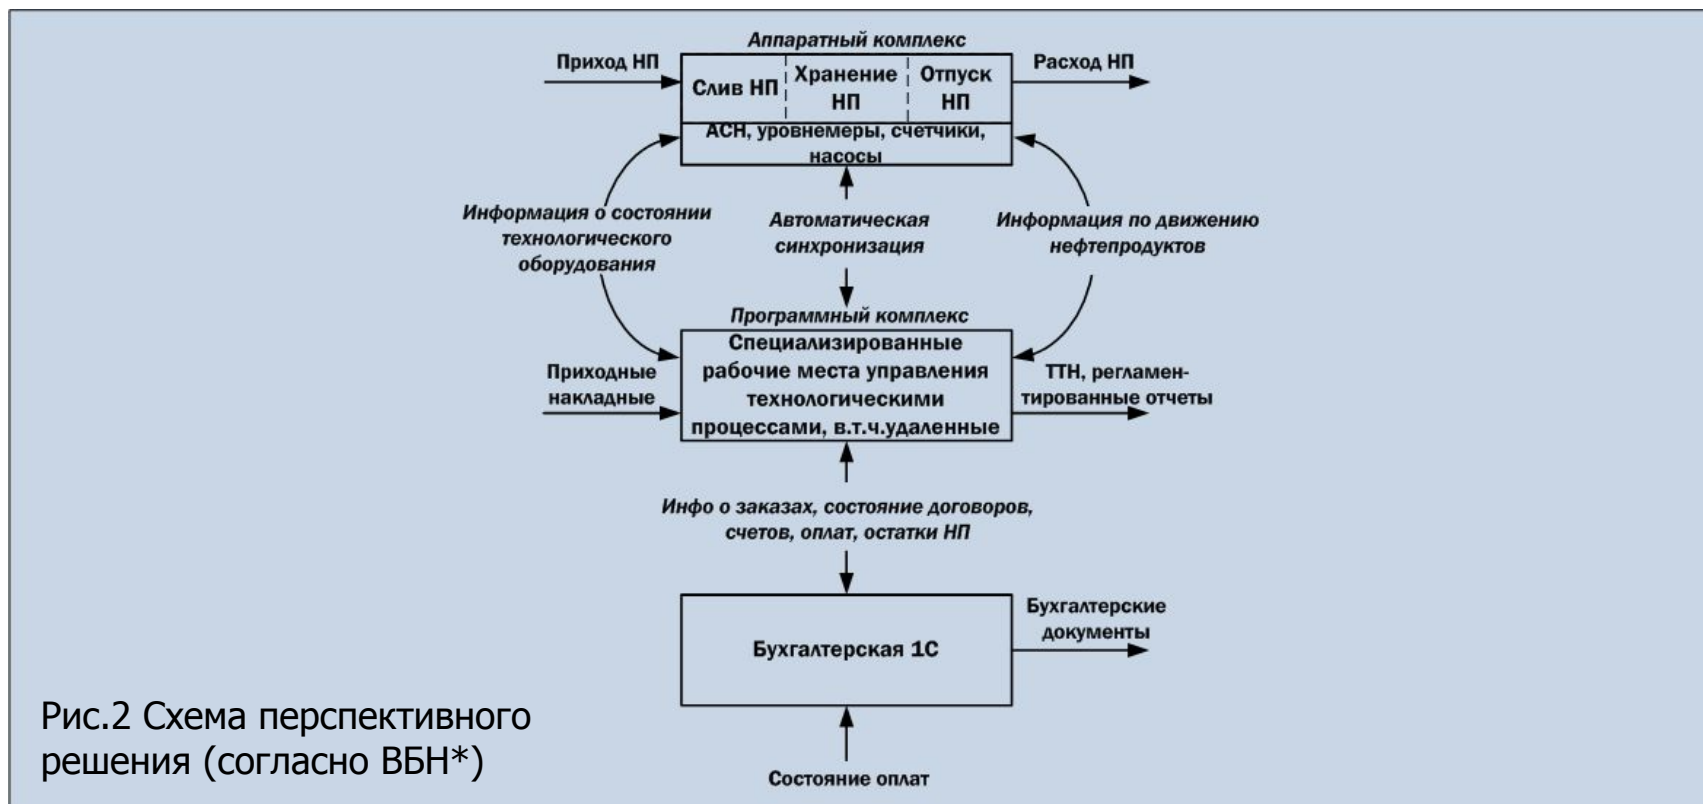 Аппаратный комплекс
Приход НП
Слив НП
Хранение
НП
Отпуск
НП
Расход НП
АСН, уровнемеры, счетчики,
насосы
Информация о состоянии
технологического
оборудования
Автоматическая
синхронизация
Информация по движению
нефтепродуктов
Программный комплекс
Приходные
накладные
Специализированные
рабочие места управления
технологическими
процессами, в.т.ч.удаленные
ТТН, регламен-
тированные отчеты
Инфо о заказах, состояние договоров,
счетов, оплат, остатки НП
Бухгалтерская 1С
Бухгалтерские
документы
Состояние оплат
Рис.2 Схема перспективного
решения (согласно ВБН*)